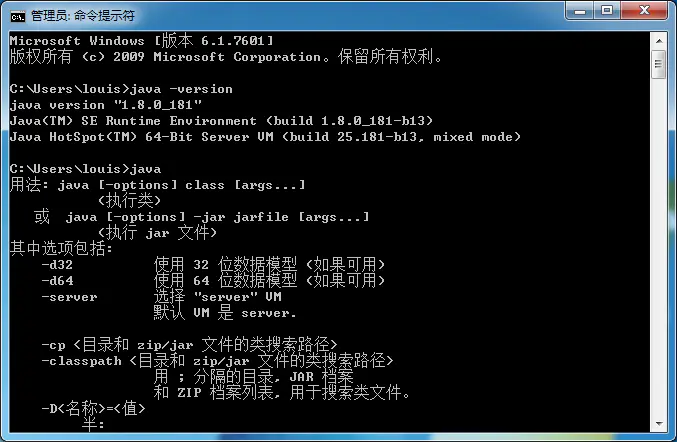 管理员: 命令提示符
Microsoft Windows [版本 6.1.7601]
版权所有 (c) 2009 Microsoft Corporation。保留所有权利。
C:\Users\louis>java -version
java version "1.8.0_181"
Java(TM) SE Runtime Environment (build 1.8.0_181-b13)
Java HotSpot(TM) 64-Bit Server VM (build 25.181-b13, mixed mode)
C:\Users\louis>java
用法: java [-options] class [args...]
(执行类)
或 java [-options] -jar jarfile [args...]
(执行 jar 文件)
其中选项包括:
-d32 使用 32 位数据模型 (如果可用)
-d64 使用 64 位数据模型 (如果可用)
-server 选择 "server" VM
默认 VM 是 server.
-cp <目录和 zip/jar 文件的类搜索路径>
-classpath <目录和 zip/jar 文件的类搜索路径>
用 ; 分隔的目录, JAR 档案
和 ZIP 档案列表, 用于搜索类文件。
-D<名称>=<值>
半: